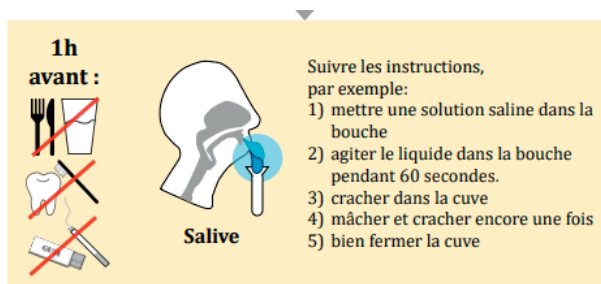 1h
avant :
Salive
Suivre les instructions,
par exemple:
1) mettre une solution saline dans la
bouche
2) agiter le liquide dans la bouche
pendant 60 secondes.
3) cracher dans la cuve
4) mâcher et cracher encore une fois
5) bien fermer la cuve